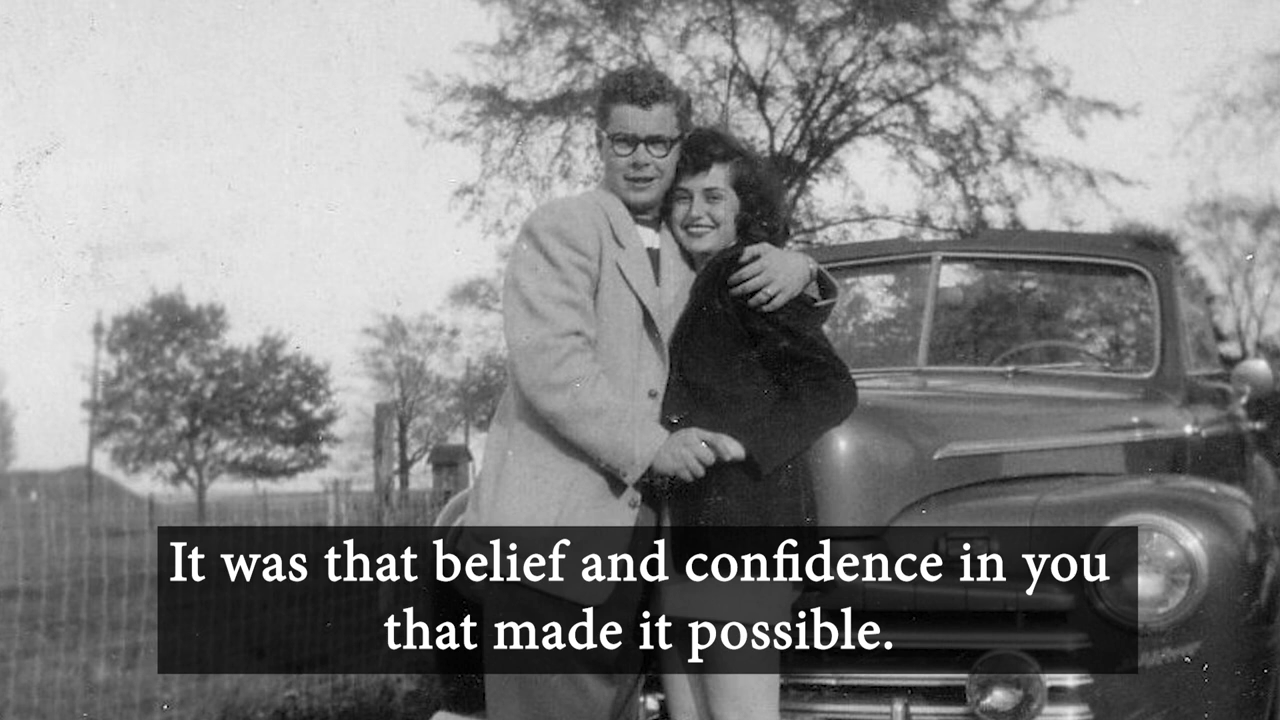 It was that belief and confidence in you
that made it possible.